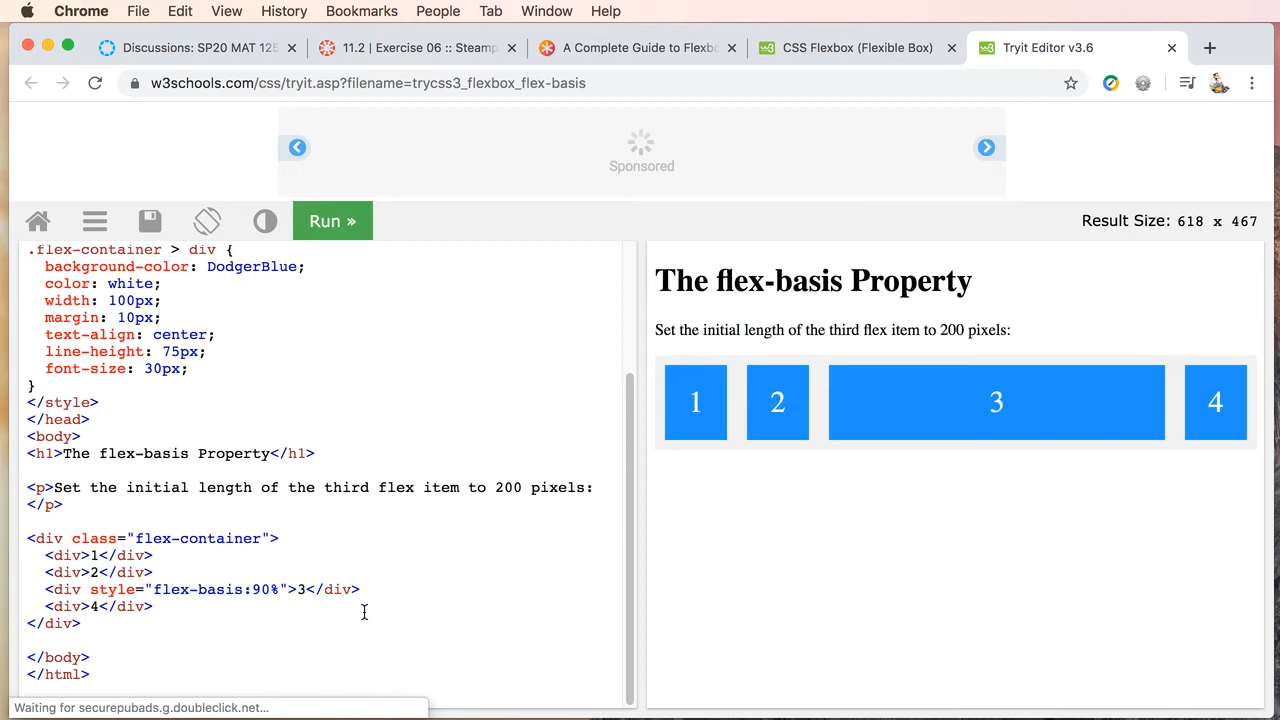 Chrome File Edit View History Bookmarks People Tab Window Help
Discussions: SP20 MAT 125 11.2 | Exercise 06 :: Steamp A Complete Guide to Flexbo CSS Flexbox (Flexible Box) Tryit Editor v3.6
w3schools.com/css/tryit.asp?filename=trycss3_flexbox_flex-basis
Sponsored
Run » Result Size: 618 x 467
.flex-container > div {
background-color: DodgerBlue;
color: white;
width: 100px;
margin: 10px;
text-align: center;
line-height: 75px;
font-size: 30px;
}
</style>
</head>
<body>
<h1>The flex-basis Property</h1>
<p>Set the initial length of the third flex item to 200 pixels:
</p>
<div class="flex-container">
<div>1</div>
<div>2</div>
<div style="flex-basis:90%">3</div>
<div>4</div>
</div>
</body>
</html>
The flex-basis Property
Set the initial length of the third flex item to 200 pixels:
1 2 3 4
Waiting for securepubads.g.doubleclick.net...